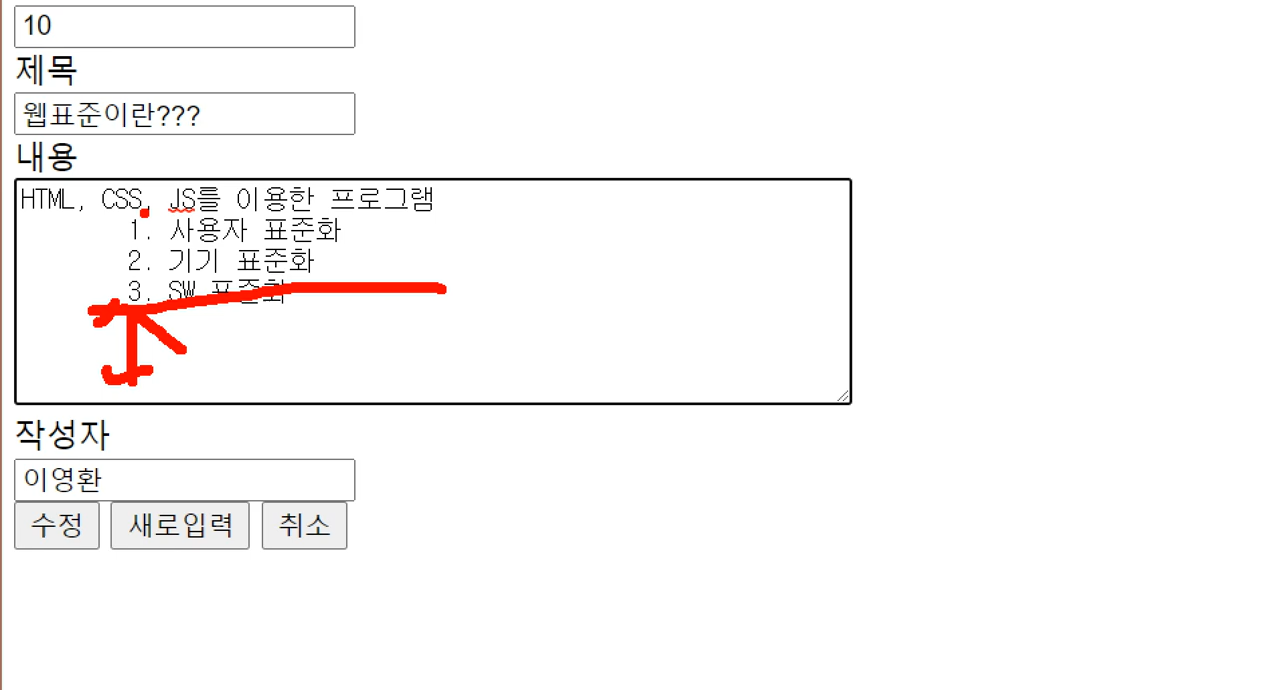 10
제목
웹표준이란???
내용
HTML, CSS, JS를 이용한 프로그램
1. 사용자 표준화
2. 기기 표준화
3. SW 표준화
작성자
이영환
수정 새로입력 취소